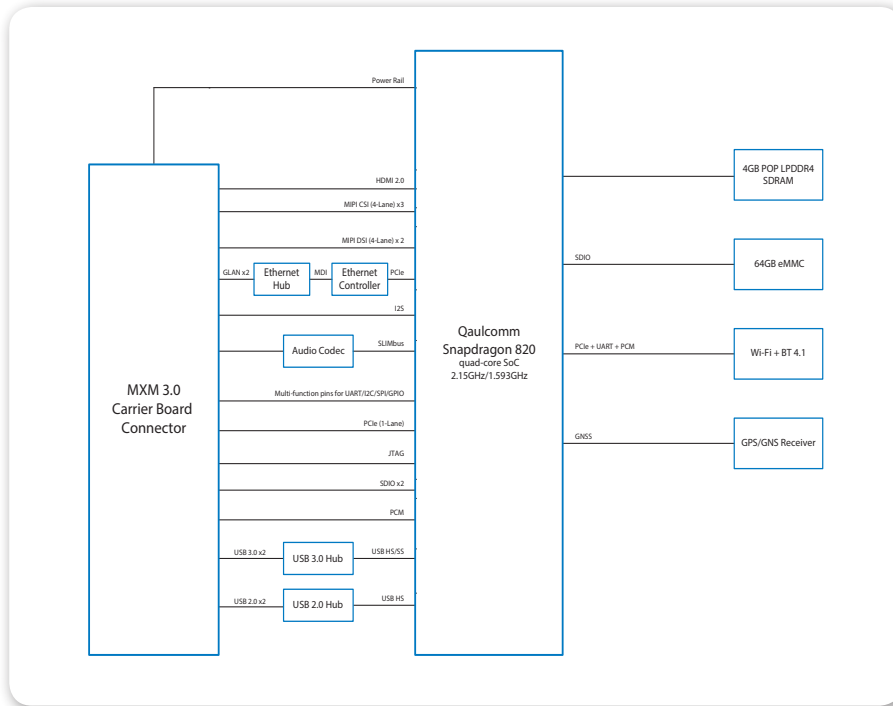 Power Rail
HDMI 2.0
MIPI CSI (4-Lane) x3
MIPI DSI (4-Lane) x 2
GLAN x2
Ethernet
Hub
MDI
Ethernet
Controller
PCIe
I2S
Audio Codec
SLIMbus
Multi-function pins for UART/I2C/SPI/GPIO
PCIe (1-Lane)
JTAG
SDIO x2
PCM
USB 3.0 x2
USB 3.0 Hub
USB HS/SS
USB 2.0 x2
USB 2.0 Hub
USB HS
MXM 3.0
Carrier Board
Connector
Qaulcomm
Snapdragon 820
quad-core SoC
2.15GHz/1.593GHz
4GB POP LPDDR4
SDRAM
SDIO
64GB eMMC
PCIe + UART + PCM
Wi-Fi + BT 4.1
GNSS
GPS/GNS Receiver